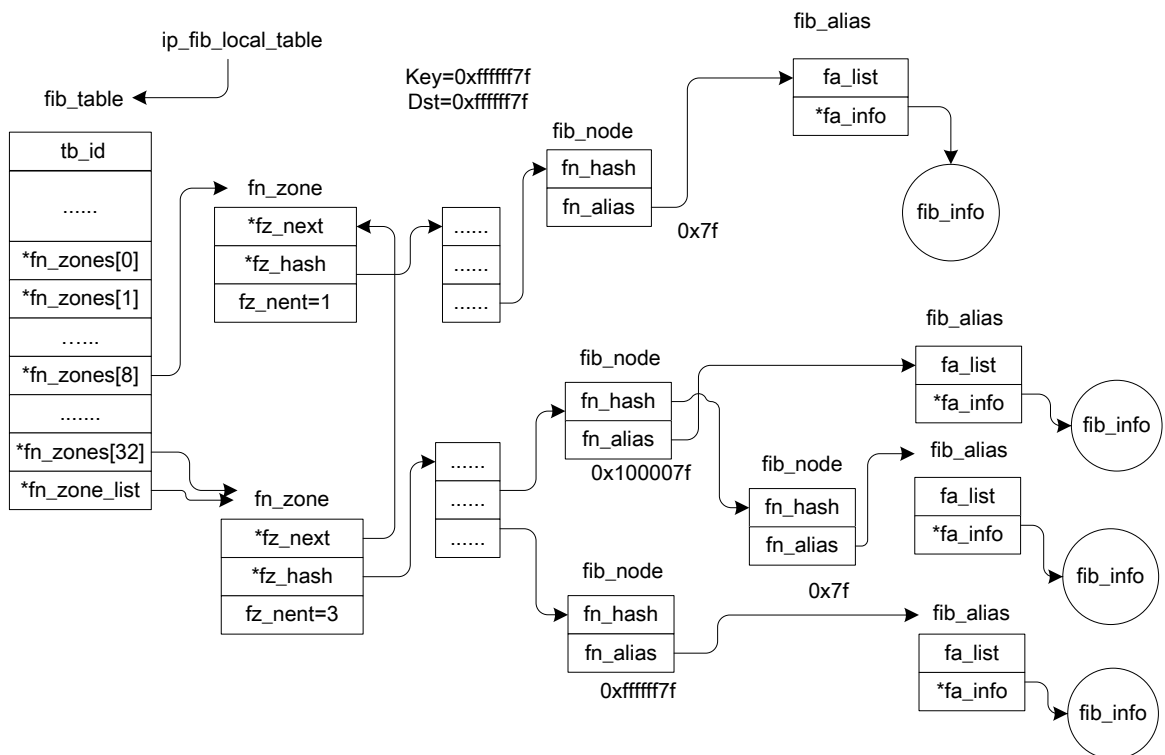 ip_fib_local_table
fib_table
tb_id
......
*fn_zones[0]
*fn_zones[1]
…...
*fn_zones[8]
.......
*fn_zones[32]
*fn_zone_list
fn_zone
*fz_next
*fz_hash
fz_nent=1
Key=0xffffff7f
Dst=0xffffff7f
......
......
......
fib_node
fn_hash
fn_alias
0x7f
fib_alias
fa_list
*fa_info
fib_info
fn_zone
*fz_next
*fz_hash
fz_nent=3
......
......
......
fib_node
fn_hash
fn_alias
0x100007f
fib_alias
fa_list
*fa_info
fib_info
fib_node
fn_hash
fn_alias
0x7f
fib_alias
fa_list
*fa_info
fib_info
fib_node
fn_hash
fn_alias
0xffffff7f
fib_alias
fa_list
*fa_info
fib_info